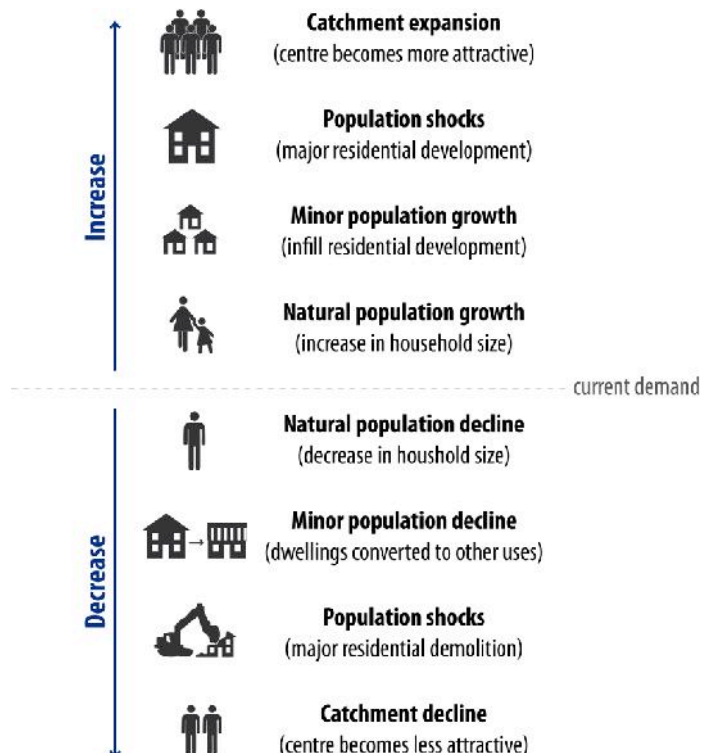 Increase
Catchment expansion
(centre becomes more attractive)
Population shocks
(major residential development)
Minor population growth
(infill residential development)
Natural population growth
(increase in household size)
current demand
Decrease
Natural population decline
(decrease in houshold size)
Minor population decline
(dwellings converted to other uses)
Population shocks
(major residential demolition)
Catchment decline
(centre becomes less attractive)